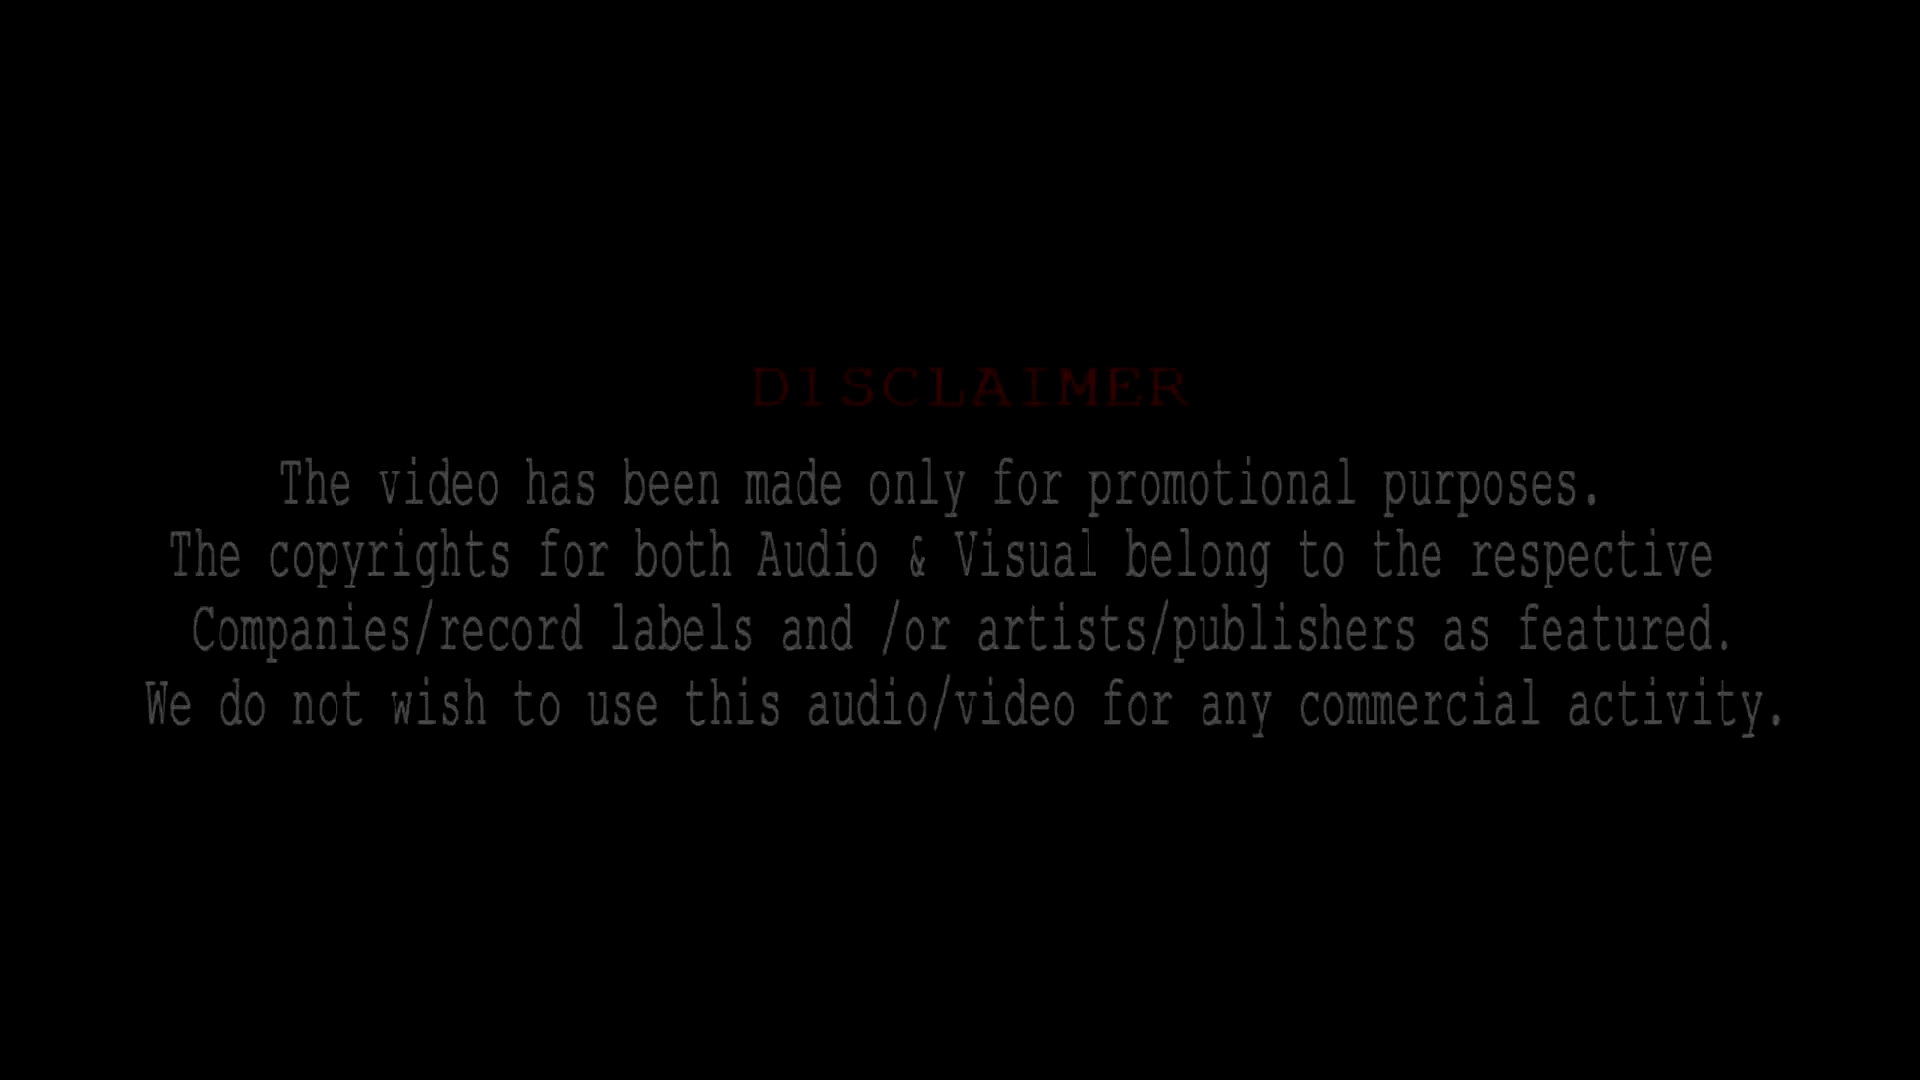 D1SCLAIMER
The video has been made only for promotional purposes.
The copyrights for both Audio & Visual belong to the respective
Companies/record labels and /or artists/publishers as featured.
We do not wish to use this audio/video for any commercial activity.